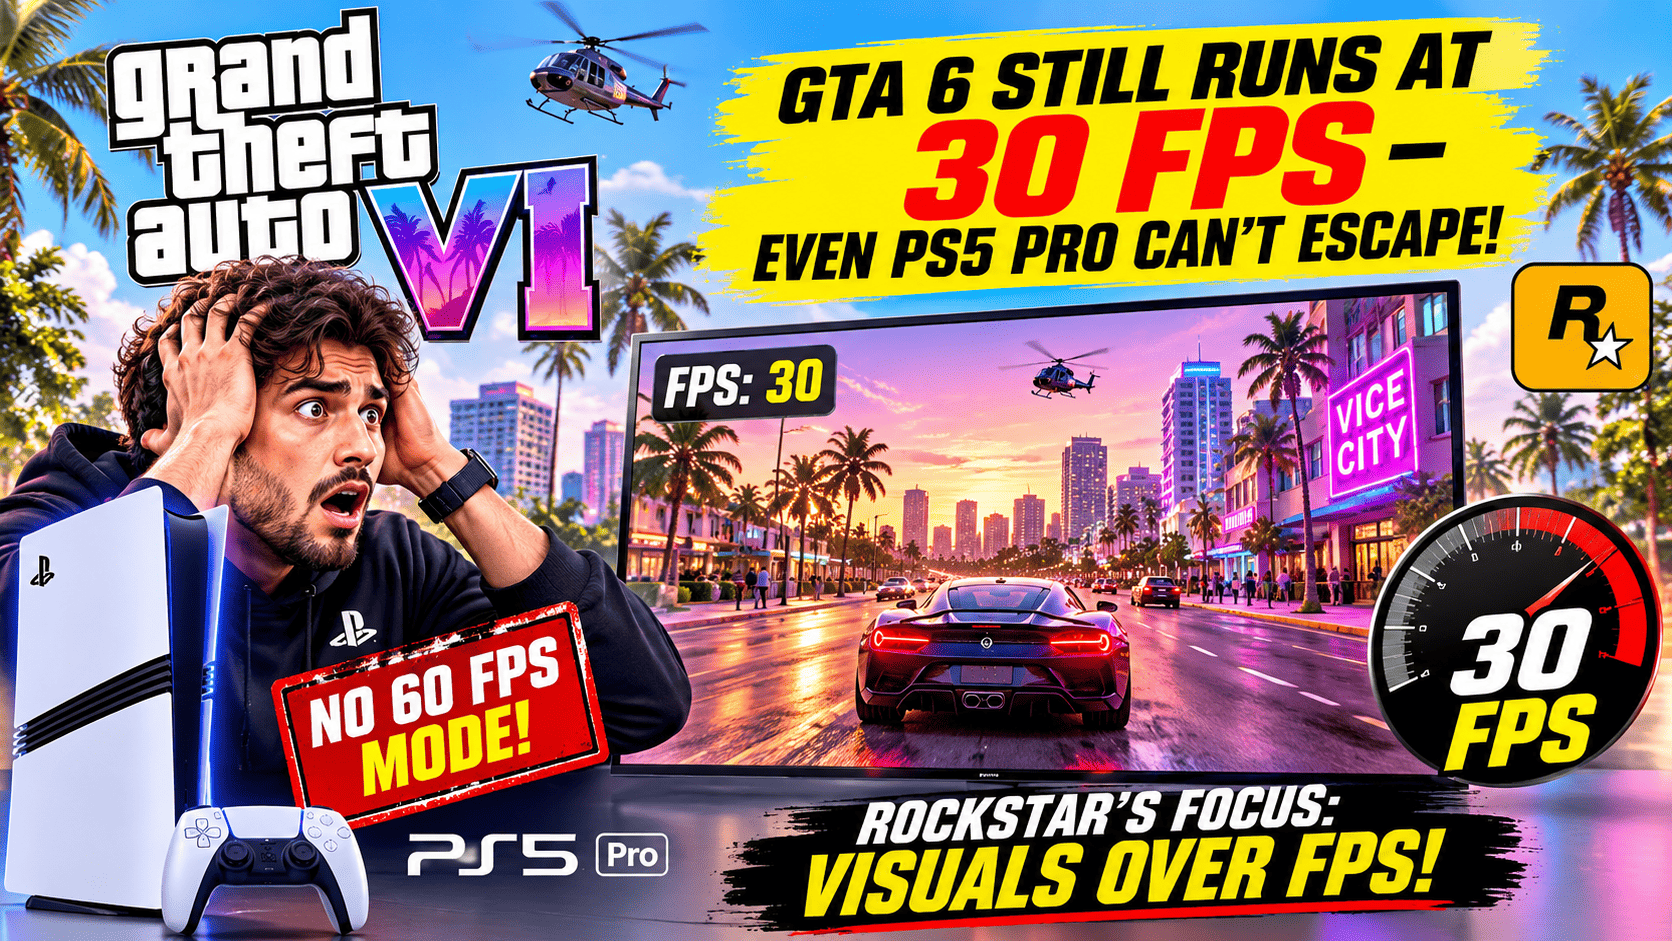 grand
theft
auto
VI
GTA 6 STILL RUNS AT
30 FPS –
EVEN PS5 PRO CAN'T ESCAPE!
R
FPS: 30
VICE
CITY
30
FPS
NO 60 FPS
MODE!
PS5 Pro
ROCKSTAR'S FOCUS:
VISUALS OVER FPS!